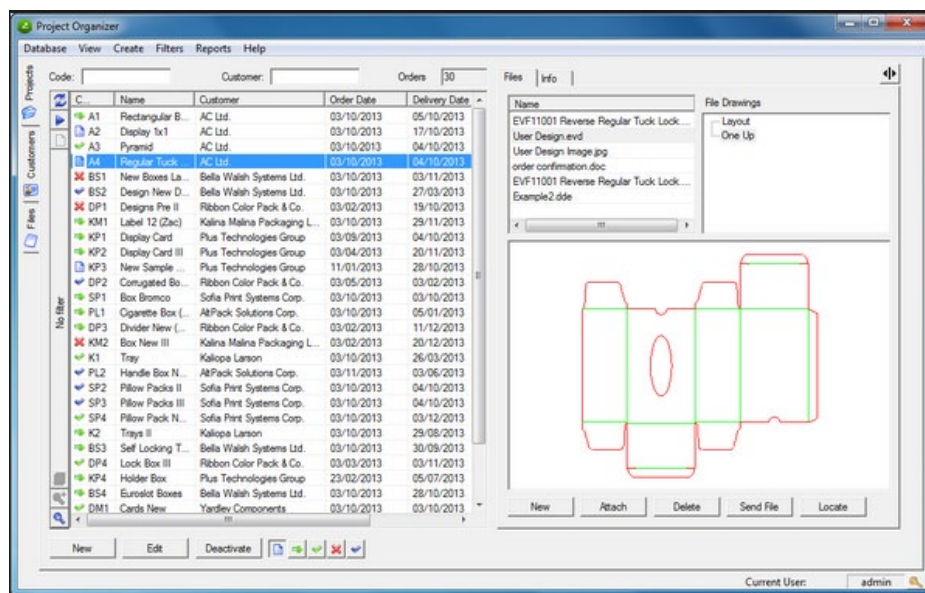 Project Organizer
Database View Create Filters Reports Help
Code: Customer: Orders 30
Projects
Customers
Files
No filter
C... Name Customer Order Date Delivery Date
A1 Rectangular B... AC Ltd. 03/10/2013 05/10/2013
A2 Display 1x1 AC Ltd. 03/10/2013 17/10/2013
A3 Pyramid AC Ltd. 03/10/2013 04/10/2013
A4 Regular Tuck ... AC Ltd. 03/10/2013 04/10/2013
BS1 New Boxes La... Bella Walsh Systems Ltd. 03/10/2013 03/11/2013
BS2 Design New D... Bella Walsh Systems Ltd. 03/10/2013 27/03/2013
DP1 Designs Pre II Ribbon Color Pack & Co. 03/02/2013 19/10/2013
KM1 Label 12 (Zac) Kalina Malina Packaging L... 03/10/2013 29/11/2013
KP1 Display Card Plus Technologies Group 03/09/2013 04/10/2013
KP2 Display Card III Plus Technologies Group 03/04/2013 20/11/2013
KP3 New Sample ... Plus Technologies Group 11/01/2013 28/10/2013
DP2 Corrugated Bo... Ribbon Color Pack & Co. 03/05/2013 03/02/2013
SP1 Box Bromco Sofia Print Systems Corp. 03/10/2013 03/10/2013
PL1 Cigarette Box (... AltPack Solutions Corp. 03/10/2013 05/01/2013
DP3 Divider New (... Ribbon Color Pack & Co. 03/02/2013 11/12/2013
KM2 Box New III Kalina Malina Packaging L... 03/02/2013 20/12/2013
K1 Tray Kaliopa Larson 03/10/2013 26/03/2013
PL2 Handle Box N... AltPack Solutions Corp. 03/11/2013 03/06/2013
SP2 Pillow Packs II Sofia Print Systems Corp. 03/10/2013 04/10/2013
SP3 Pillow Packs III Sofia Print Systems Corp. 03/10/2013 04/10/2013
SP4 Pillow Pack N... Sofia Print Systems Corp. 03/10/2013 03/12/2013
K2 Trays II Kaliopa Larson 03/10/2013 29/08/2013
BS3 Self Locking T... Bella Walsh Systems Ltd. 03/10/2013 30/09/2013
DP4 Lock Box III Ribbon Color Pack & Co. 03/03/2013 03/11/2013
KP4 Holder Box Plus Technologies Group 23/02/2013 05/07/2013
BS4 Euroslot Boxes Bella Walsh Systems Ltd. 03/10/2013 28/10/2013
DM1 Cards New Yardley Components 03/10/2013 03/10/2013
New Edit Deactivate
Files Info
Name
EVF11001 Reverse Regular Tuck Lock....
User Design.evd
User Design Image.jpg
order confirmation.doc
EVF11001 Reverse Regular Tuck Lock....
Example2.dde
File Drawings
Layout
One Up
New Attach Delete Send File Locate
Current User: admin